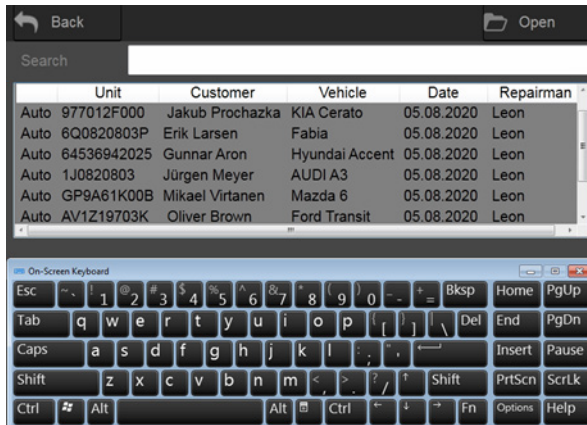 Back Open
Search
Unit Customer Vehicle Date Repairman
Auto 977012F000 Jakub Prochazka KIA Cerato 05.08.2020 Leon
Auto 6Q0820803P Erik Larsen Fabia 05.08.2020 Leon
Auto 64536942025 Gunnar Aron Hyundai Accent 05.08.2020 Leon
Auto 1J0820803 Jürgen Meyer AUDI A3 05.08.2020 Leon
Auto GP9A61K00B Mikael Virtanen Mazda 6 05.08.2020 Leon
Auto AV1Z19703K Oliver Brown Ford Transit 05.08.2020 Leon
On-Screen Keyboard
Esc ~ ` ! 1 @ 2 # 3 $ 4 % 5 ^ 6 & 7 * 8 ( 9 ) 0 _ - + = Bksp Home PgUp
Tab q w e r t y u i o p { [ } ] | \ Del End PgDn
Caps a s d f g h j k l : ; " ' Insert Pause
Shift z x c v b n m < , > . ? / ↑ Shift PrtScn ScrLk
Ctrl Alt Alt Ctrl ← ↓ → Fn Options Help